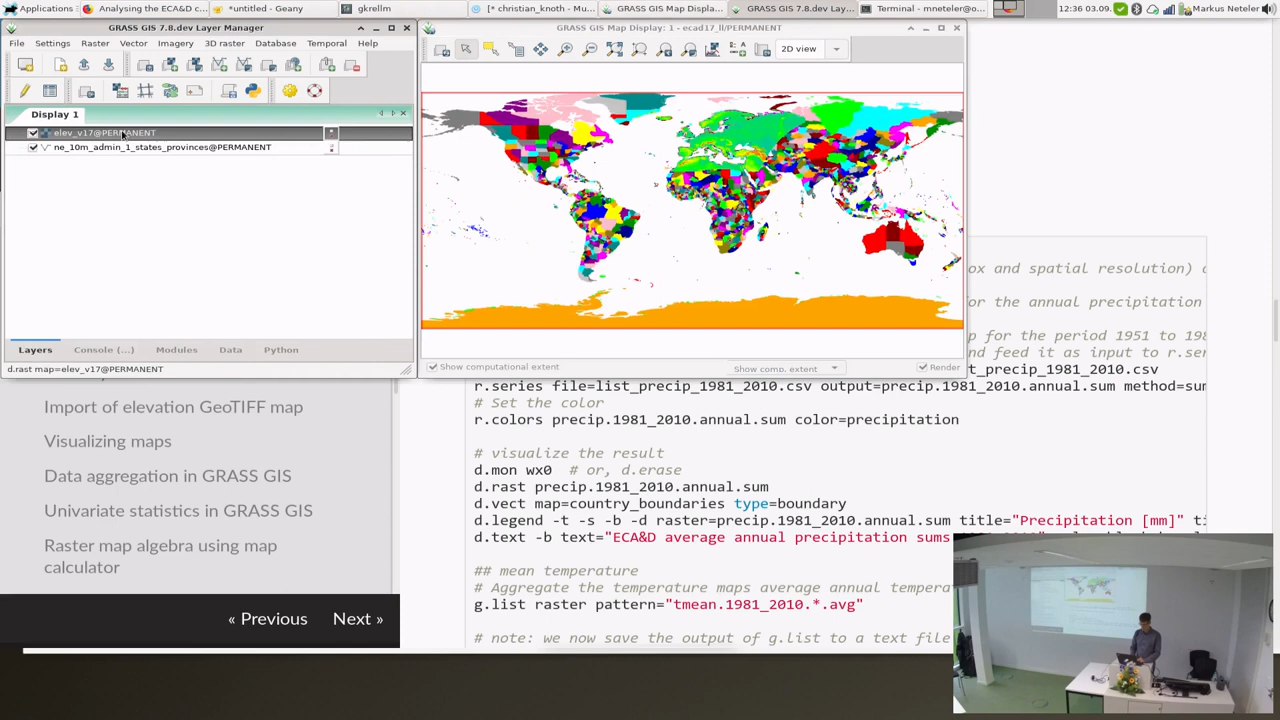 Applications
Analysing the ECA&D c...
*untitled - Geany
gkrellm
[* christian_knoth - Mu...
GRASS GIS Map Displa...
GRASS GIS 7.8.dev Lay...
Terminal - mneteler@o...
12:36 03.09.
Markus Neteler
GRASS GIS 7.8.dev Layer Manager
GRASS GIS Map Display: 1 - ecad17_ll/PERMANENT
File Settings Raster Vector Imagery 3D raster Database Temporal Help
2D view
Display 1
elev_v17@PERMANENT
ne_10m_admin_1_states_provinces@PERMANENT
Layers Console (...) Modules Data Python
d.rast map=elev_v17@PERMANENT
Show computational extent
Show comp. extent
Render
Import of elevation GeoTIFF map
Visualizing maps
Data aggregation in GRASS GIS
Univariate statistics in GRASS GIS
Raster map algebra using map
calculator
« Previous Next »
ox and spatial resolution)
or the annual precipitation
p for the period 1951 to 198
nd feed it as input to r.ser
t_precip_1981_2010.csv
r.series file=list_precip_1981_2010.csv output=precip.1981_2010.annual.sum method=sum
# Set the color
r.colors precip.1981_2010.annual.sum color=precipitation
# visualize the result
d.mon wx0 # or, d.erase
d.rast precip.1981_2010.annual.sum
d.vect map=country_boundaries type=boundary
d.legend -t -s -b -d raster=precip.1981_2010.annual.sum title="Precipitation [mm]" ti
d.text -b text="ECA&D average annual precipitation sums
## mean temperature
# Aggregate the temperature maps average annual tempera
g.list raster pattern="tmean.1981_2010.*.avg"
# note: we now save the output of g.list to a text file